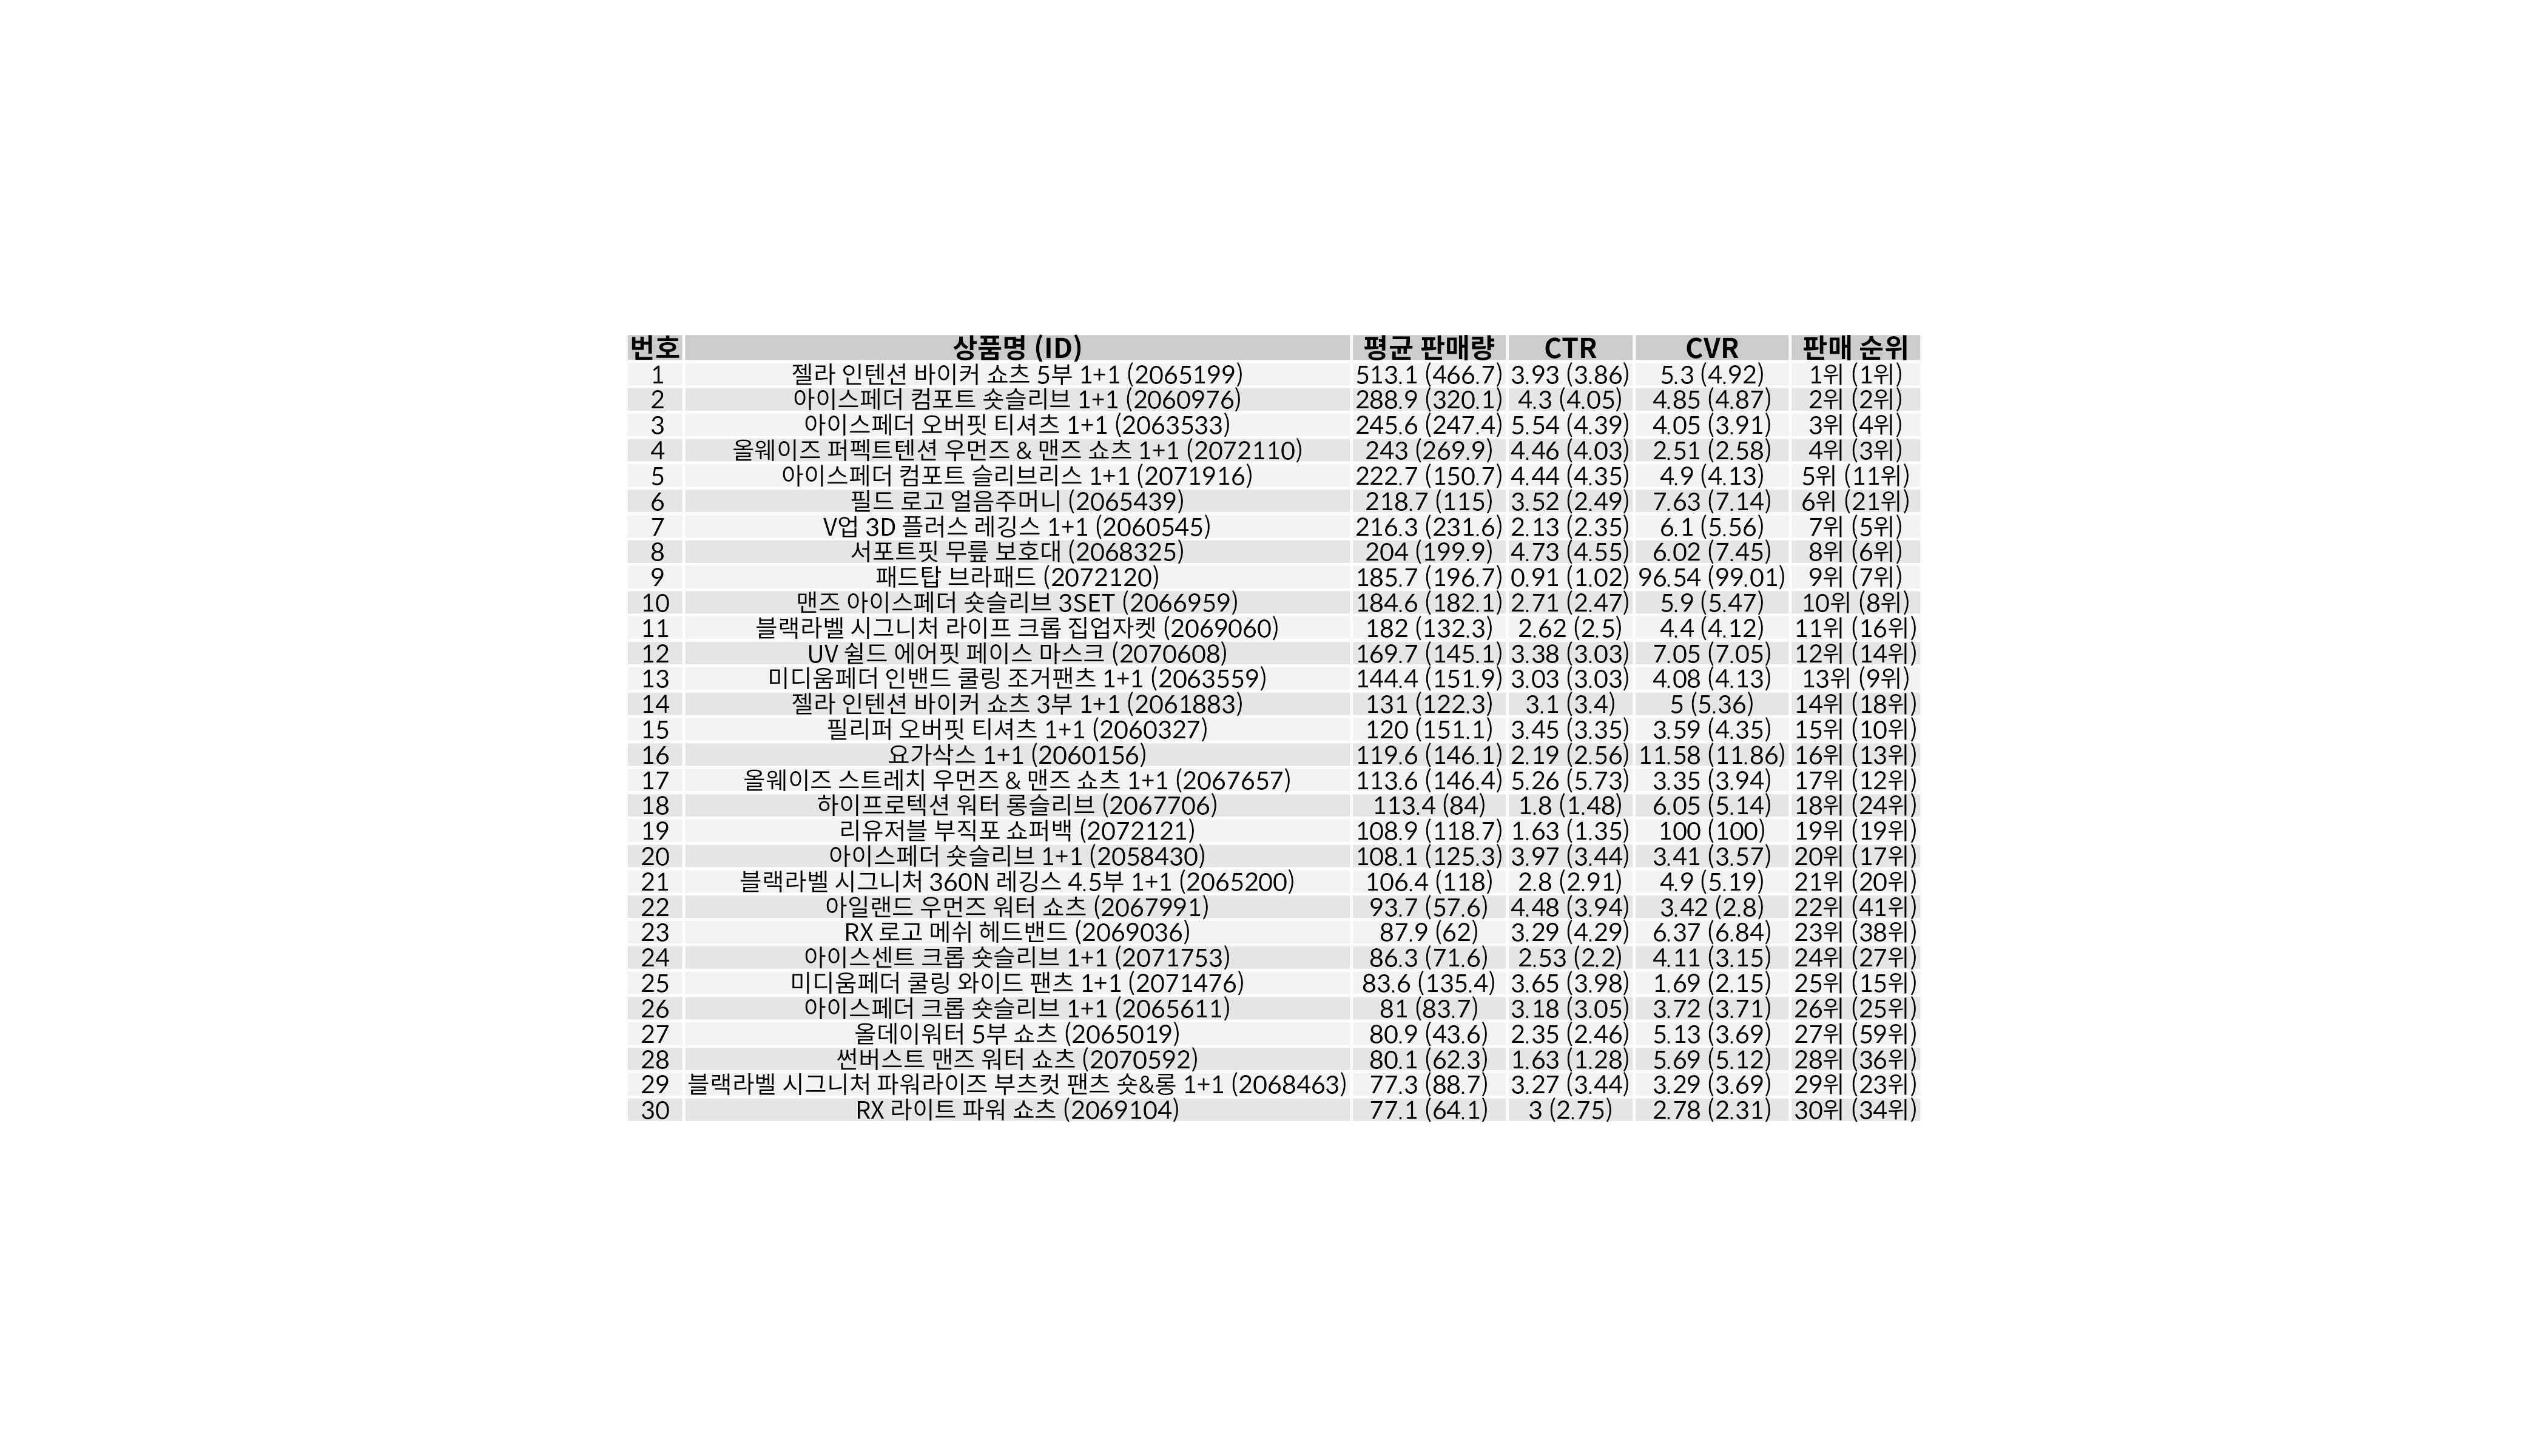 번호 상품명 (ID) 평균 판매량 CTR CVR 판매 순위
1 젤라 인텐션 바이커 쇼츠 5부 1+1 (2065199) 513.1 (466.7) 3.93 (3.86) 5.3 (4.92) 1위 (1위)
2 아이스페더 컴포트 숏슬리브 1+1 (2060976) 288.9 (320.1) 4.3 (4.05) 4.85 (4.87) 2위 (2위)
3 아이스페더 오버핏 티셔츠 1+1 (2063533) 245.6 (247.4) 5.54 (4.39) 4.05 (3.91) 3위 (4위)
4 올웨이즈 퍼펙트텐션 우먼즈 & 맨즈 쇼츠 1+1 (2072110) 243 (269.9) 4.46 (4.03) 2.51 (2.58) 4위 (3위)
5 아이스페더 컴포트 슬리브리스 1+1 (2071916) 222.7 (150.7) 4.44 (4.35) 4.9 (4.13) 5위 (11위)
6 필드 로고 얼음주머니 (2065439) 218.7 (115) 3.52 (2.49) 7.63 (7.14) 6위 (21위)
7 V업 3D 플러스 레깅스 1+1 (2060545) 216.3 (231.6) 2.13 (2.35) 6.1 (5.56) 7위 (5위)
8 서포트핏 무릎 보호대 (2068325) 204 (199.9) 4.73 (4.55) 6.02 (7.45) 8위 (6위)
9 패드탑 브라패드 (2072120) 185.7 (196.7) 0.91 (1.02) 96.54 (99.01) 9위 (7위)
10 맨즈 아이스페더 숏슬리브 3SET (2066959) 184.6 (182.1) 2.71 (2.47) 5.9 (5.47) 10위 (8위)
11 블랙라벨 시그니처 라이프 크롭 집업자켓 (2069060) 182 (132.3) 2.62 (2.5) 4.4 (4.12) 11위 (16위)
12 UV 쉴드 에어핏 페이스 마스크 (2070608) 169.7 (145.1) 3.38 (3.03) 7.05 (7.05) 12위 (14위)
13 미디움페더 인밴드 쿨링 조거팬츠 1+1 (2063559) 144.4 (151.9) 3.03 (3.03) 4.08 (4.13) 13위 (9위)
14 젤라 인텐션 바이커 쇼츠 3부 1+1 (2061883) 131 (122.3) 3.1 (3.4) 5 (5.36) 14위 (18위)
15 필리퍼 오버핏 티셔츠 1+1 (2060327) 120 (151.1) 3.45 (3.35) 3.59 (4.35) 15위 (10위)
16 요가삭스 1+1 (2060156) 119.6 (146.1) 2.19 (2.56) 11.58 (11.86) 16위 (13위)
17 올웨이즈 스트레치 우먼즈 & 맨즈 쇼츠 1+1 (2067657) 113.6 (146.4) 5.26 (5.73) 3.35 (3.94) 17위 (12위)
18 하이프로텍션 워터 롱슬리브 (2067706) 113.4 (84) 1.8 (1.48) 6.05 (5.14) 18위 (24위)
19 리유저블 부직포 쇼퍼백 (2072121) 108.9 (118.7) 1.63 (1.35) 100 (100) 19위 (19위)
20 아이스페더 숏슬리브 1+1 (2058430) 108.1 (125.3) 3.97 (3.44) 3.41 (3.57) 20위 (17위)
21 블랙라벨 시그니처 360N 레깅스 4.5부 1+1 (2065200) 106.4 (118) 2.8 (2.91) 4.9 (5.19) 21위 (20위)
22 아일랜드 우먼즈 워터 쇼츠 (2067991) 93.7 (57.6) 4.48 (3.94) 3.42 (2.8) 22위 (41위)
23 RX 로고 메쉬 헤드밴드 (2069036) 87.9 (62) 3.29 (4.29) 6.37 (6.84) 23위 (38위)
24 아이스센트 크롭 숏슬리브 1+1 (2071753) 86.3 (71.6) 2.53 (2.2) 4.11 (3.15) 24위 (27위)
25 미디움페더 쿨링 와이드 팬츠 1+1 (2071476) 83.6 (135.4) 3.65 (3.98) 1.69 (2.15) 25위 (15위)
26 아이스페더 크롭 숏슬리브 1+1 (2065611) 81 (83.7) 3.18 (3.05) 3.72 (3.71) 26위 (25위)
27 올데이워터 5부 쇼츠 (2065019) 80.9 (43.6) 2.35 (2.46) 5.13 (3.69) 27위 (59위)
28 썬버스트 맨즈 워터 쇼츠 (2070592) 80.1 (62.3) 1.63 (1.28) 5.69 (5.12) 28위 (36위)
29 블랙라벨 시그니처 파워라이즈 부츠컷 팬츠 숏&롱 1+1 (2068463) 77.3 (88.7) 3.27 (3.44) 3.29 (3.69) 29위 (23위)
30 RX 라이트 파워 쇼츠 (2069104) 77.1 (64.1) 3 (2.75) 2.78 (2.31) 30위 (34위)